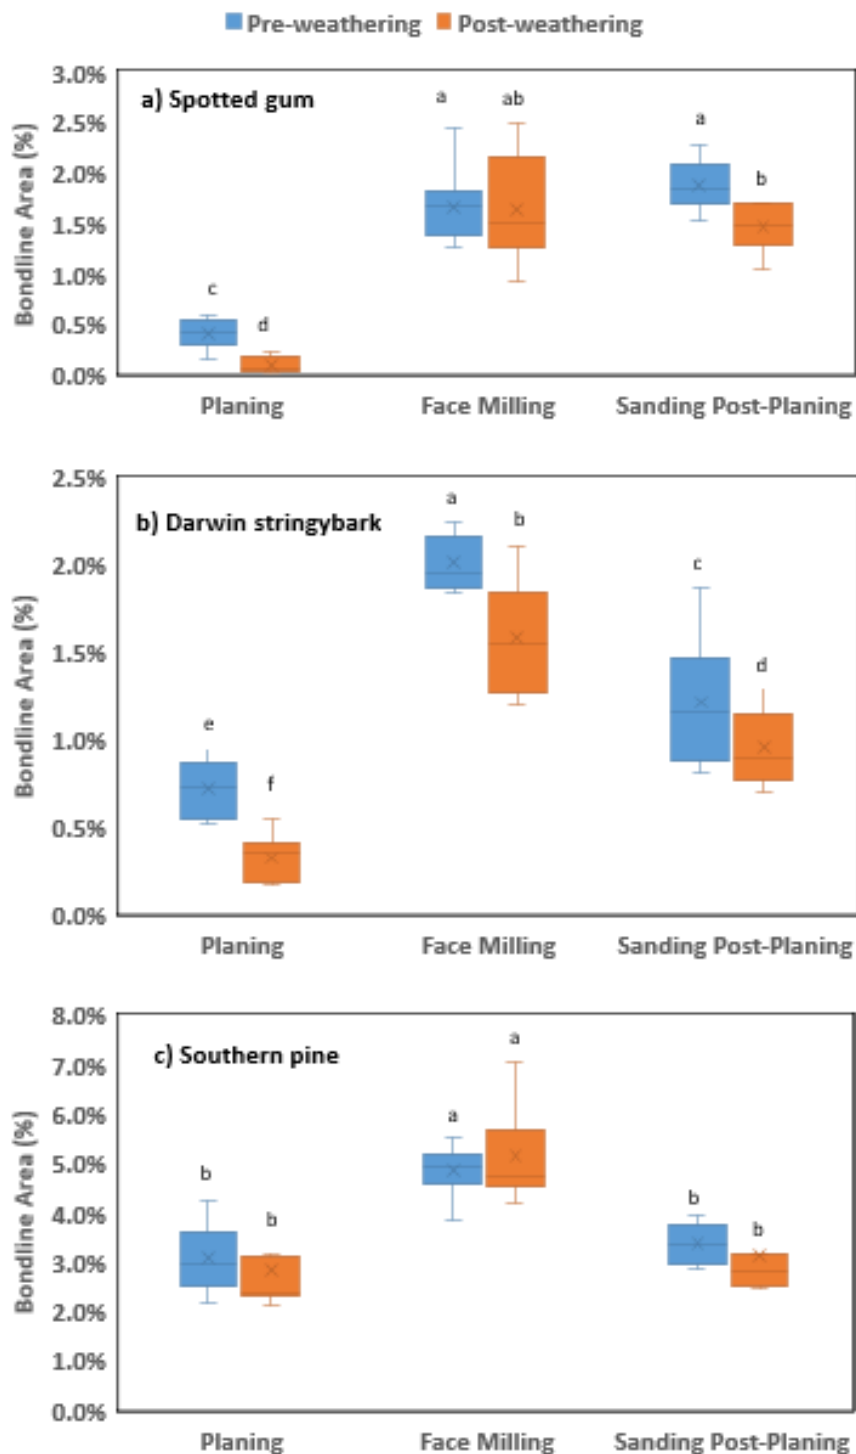 Pre-weathering Post-weathering
3.0%
a) Spotted gum
a
ab
a
2.5%
b
2.0%
1.5%
1.0%
c
d
0.5%
0.0%
Bondline Area (%)
Planing Face Milling Sanding Post-Planing
2.5%
b) Darwin stringybark
a
b
2.0%
c
1.5%
d
e
1.0%
f
0.5%
0.0%
Bondline Area (%)
Planing Face Milling Sanding Post-Planing
8.0%
c) Southern pine
a
7.0%
a
6.0%
b
5.0%
b
b
4.0%
b
3.0%
2.0%
1.0%
0.0%
Bondline Area (%)
Planing Face Milling Sanding Post-Planing